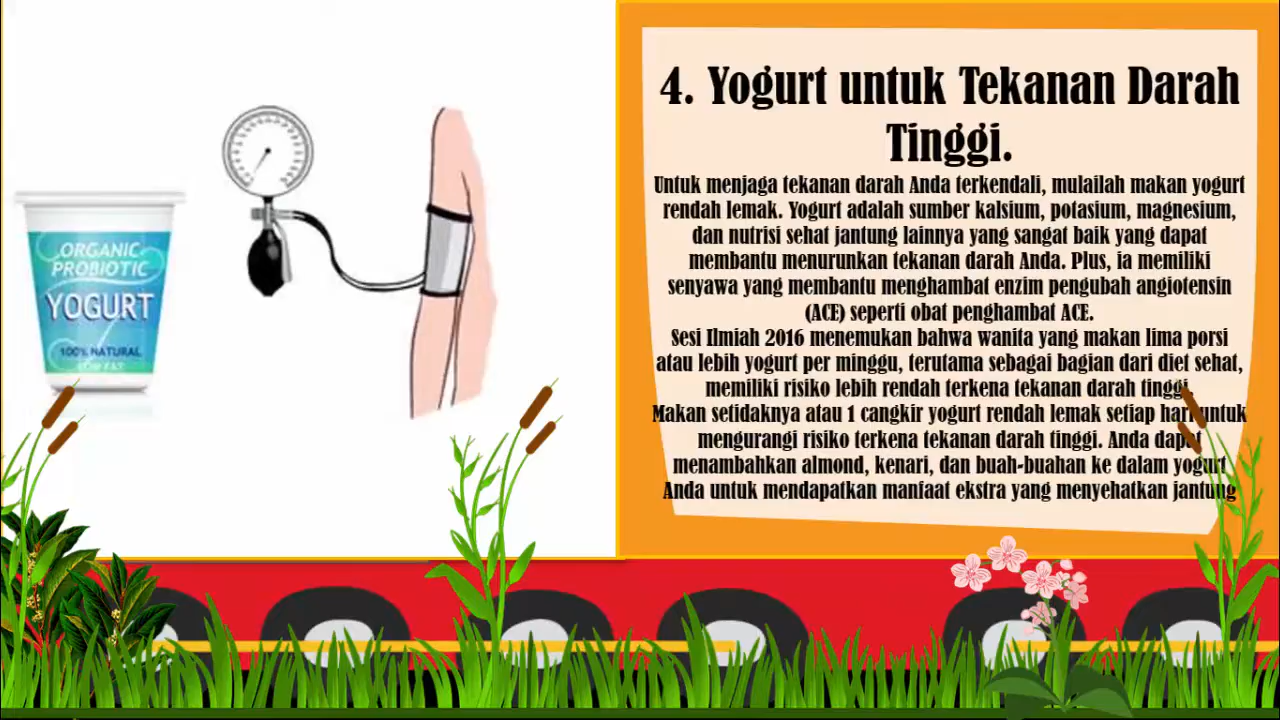 ORGANIC
PROBIOTIC
YOGURT
100% NATURAL
LOW FAT
4. Yogurt untuk Tekanan Darah
Tinggi.
Untuk menjaga tekanan darah Anda terkendali, mulailah makan yogurt
rendah lemak. Yogurt adalah sumber kalsium, potasium, magnesium,
dan nutrisi sehat jantung lainnya yang sangat baik yang dapat
membantu menurunkan tekanan darah Anda. Plus, ia memiliki
senyawa yang membantu menghambat enzim pengubah angiotensin
(ACE) seperti obat penghambat ACE.
Sesi Ilmiah 2016 menemukan bahwa wanita yang makan lima porsi
atau lebih yogurt per minggu, terutama sebagai bagian dari diet sehat,
memiliki risiko lebih rendah terkena tekanan darah tinggi.
Makan setidaknya atau 1 cangkir yogurt rendah lemak setiap hari untuk
mengurangi risiko terkena tekanan darah tinggi. Anda dapat
menambahkan almond, kenari, dan buah-buahan ke dalam yogurt
Anda untuk mendapatkan manfaat ekstra yang menyehatkan jantung